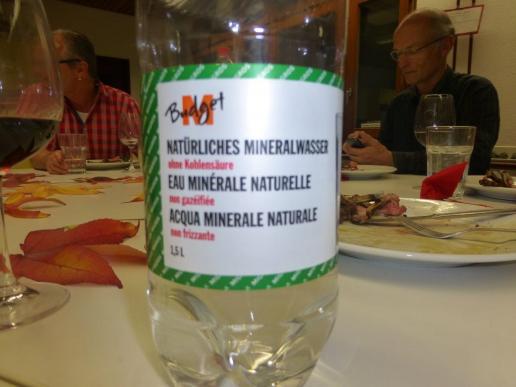 M Budget
NATÜRLICHES MINERALWASSER
ohne Kohlensäure
EAU MINÉRALE NATURELLE
non gazéifiée
ACQUA MINERALE NATURALE
non frizzante
1,5 L